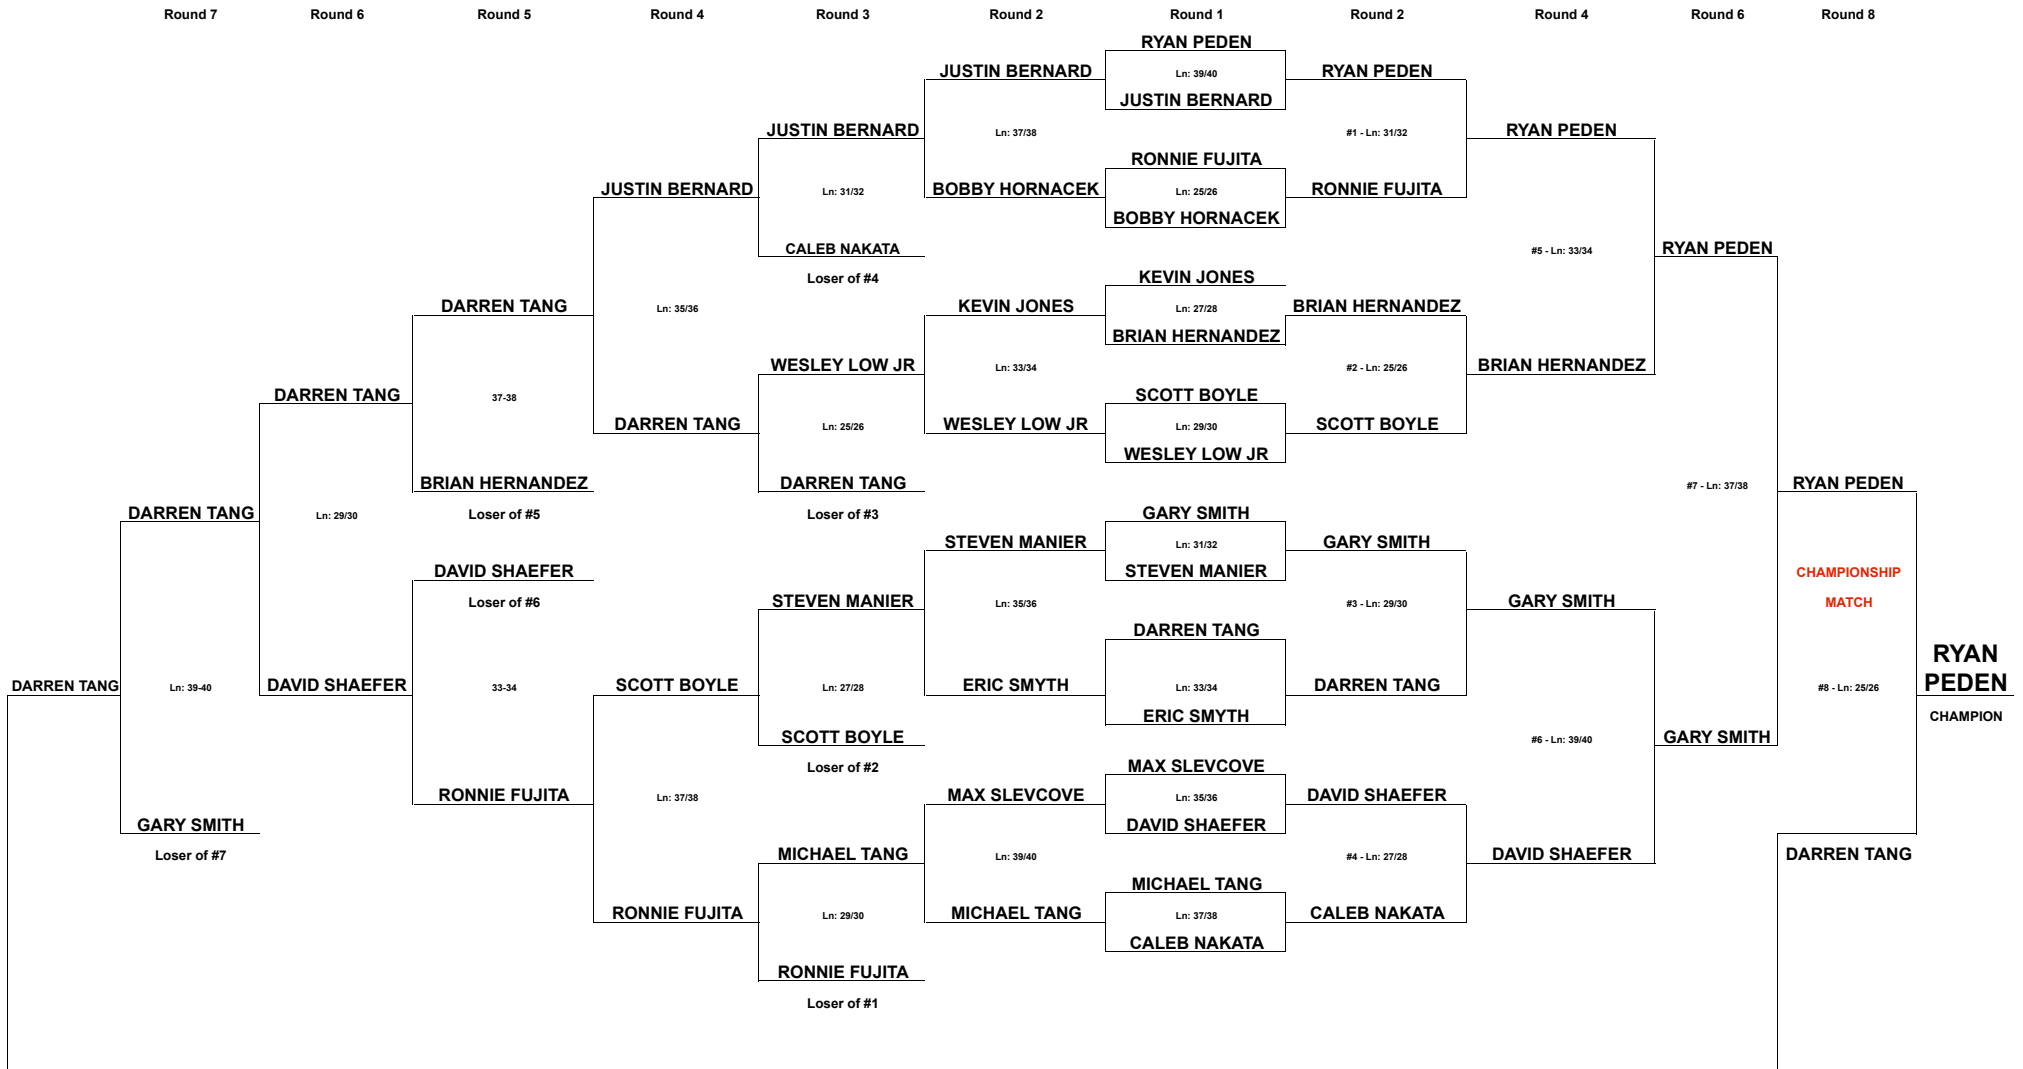 Round 7 Round 6 Round 5 Round 4 Round 3 Round 2 Round 1 Round 2 Round 4 Round 6 Round 8
RYAN PEDEN
JUSTIN BERNARD Ln: 39/40 RYAN PEDEN
JUSTIN BERNARD
JUSTIN BERNARD Ln: 37/38 #1 - Ln: 31/32 RYAN PEDEN
RONNIE FUJITA
JUSTIN BERNARD Ln: 31/32 BOBBY HORNACEK Ln: 25/26 RONNIE FUJITA
BOBBY HORNACEK
CALEB NAKATA #5 - Ln: 33/34 RYAN PEDEN
Loser of #4 KEVIN JONES
DARREN TANG Ln: 35/36 KEVIN JONES Ln: 27/28 BRIAN HERNANDEZ
BRIAN HERNANDEZ
WESLEY LOW JR Ln: 33/34 #2 - Ln: 25/26 BRIAN HERNANDEZ
DARREN TANG 37-38 SCOTT BOYLE
DARREN TANG Ln: 25/26 WESLEY LOW JR Ln: 29/30 SCOTT BOYLE
WESLEY LOW JR
BRIAN HERNANDEZ DARREN TANG #7 - Ln: 37/38 RYAN PEDEN
DARREN TANG Ln: 29/30 Loser of #5 Loser of #3 GARY SMITH
STEVEN MANIER Ln: 31/32 GARY SMITH
DAVID SHAEFER STEVEN MANIER CHAMPIONSHIP
Loser of #6 STEVEN MANIER Ln: 35/36 #3 - Ln: 29/30 GARY SMITH MATCH
DARREN TANG
RYAN
DARREN TANG Ln: 39-40 DAVID SHAEFER 33-34 SCOTT BOYLE Ln: 27/28 ERIC SMYTH Ln: 33/34 DARREN TANG #8 - Ln: 25/26 PEDEN
ERIC SMYTH CHAMPION
SCOTT BOYLE #6 - Ln: 39/40 GARY SMITH
Loser of #2 MAX SLEVCOVE
RONNIE FUJITA Ln: 37/38 MAX SLEVCOVE Ln: 35/36 DAVID SHAEFER
GARY SMITH DAVID SHAEFER
Loser of #7 MICHAEL TANG Ln: 39/40 #4 - Ln: 27/28 DAVID SHAEFER DARREN TANG
MICHAEL TANG
RONNIE FUJITA Ln: 29/30 MICHAEL TANG Ln: 37/38 CALEB NAKATA
CALEB NAKATA
RONNIE FUJITA
Loser of #1